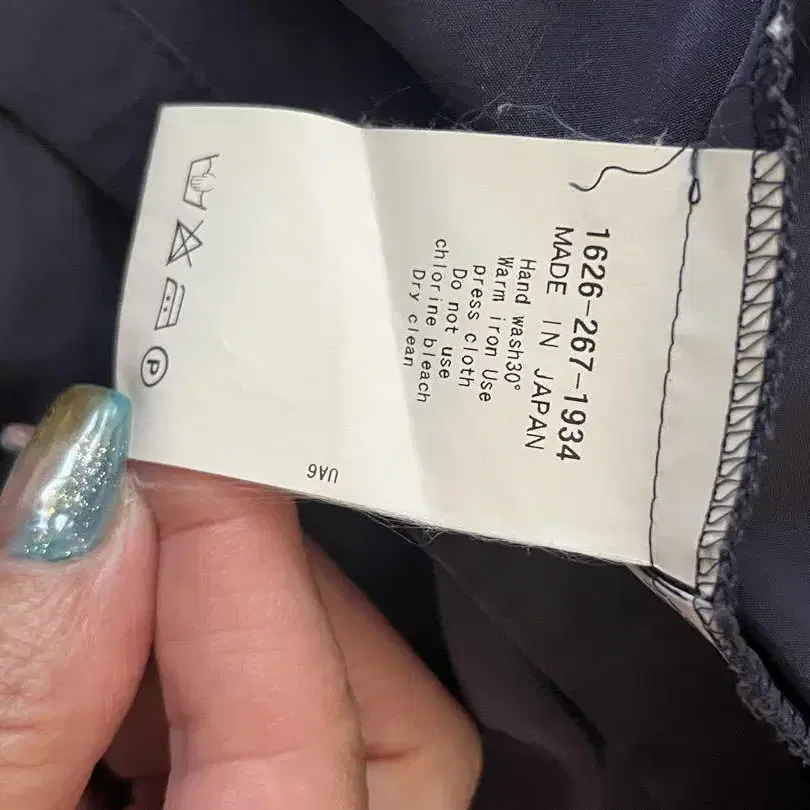 1626-267-1934
MADE IN JAPAN
Hand wash30°
Warm iron Use
press cloth
Do not use
chlorine bleach
Dry clean
P
UA6